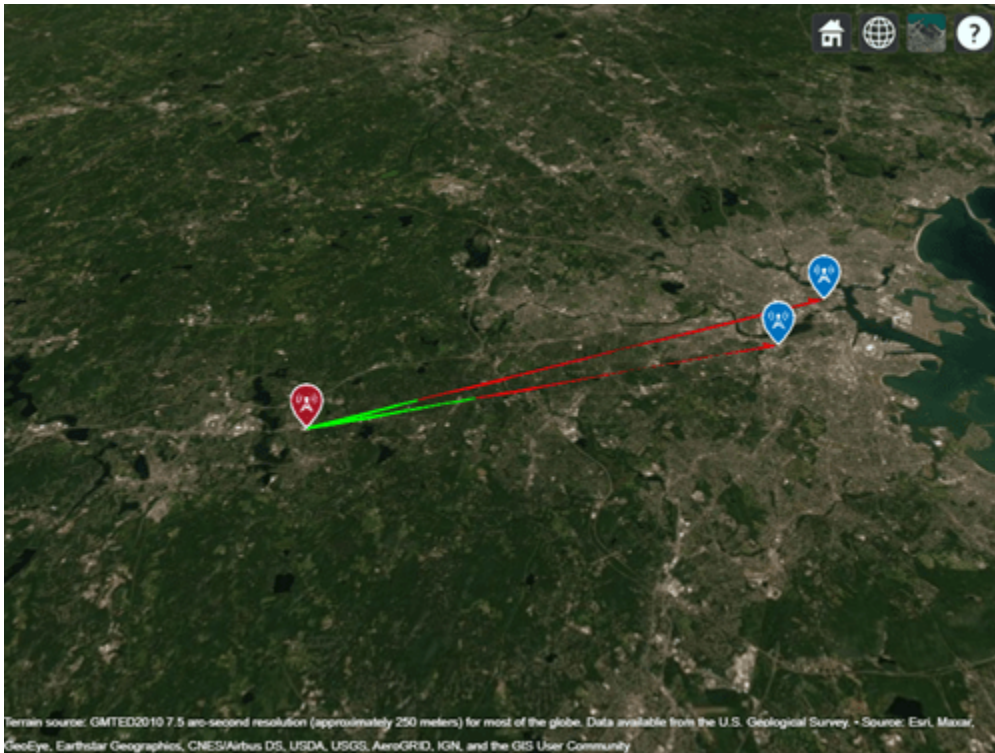 ?
Terrain source: GMTED2010 7.5 arc-second resolution (approximately 250 meters) for most of the globe. Data available from the U.S. Geological Survey. • Source: Esri, Maxar,
GeoEye, Earthstar Geographics, CNES/Airbus DS, USDA, USGS, AeroGRID, IGN, and the GIS User Community